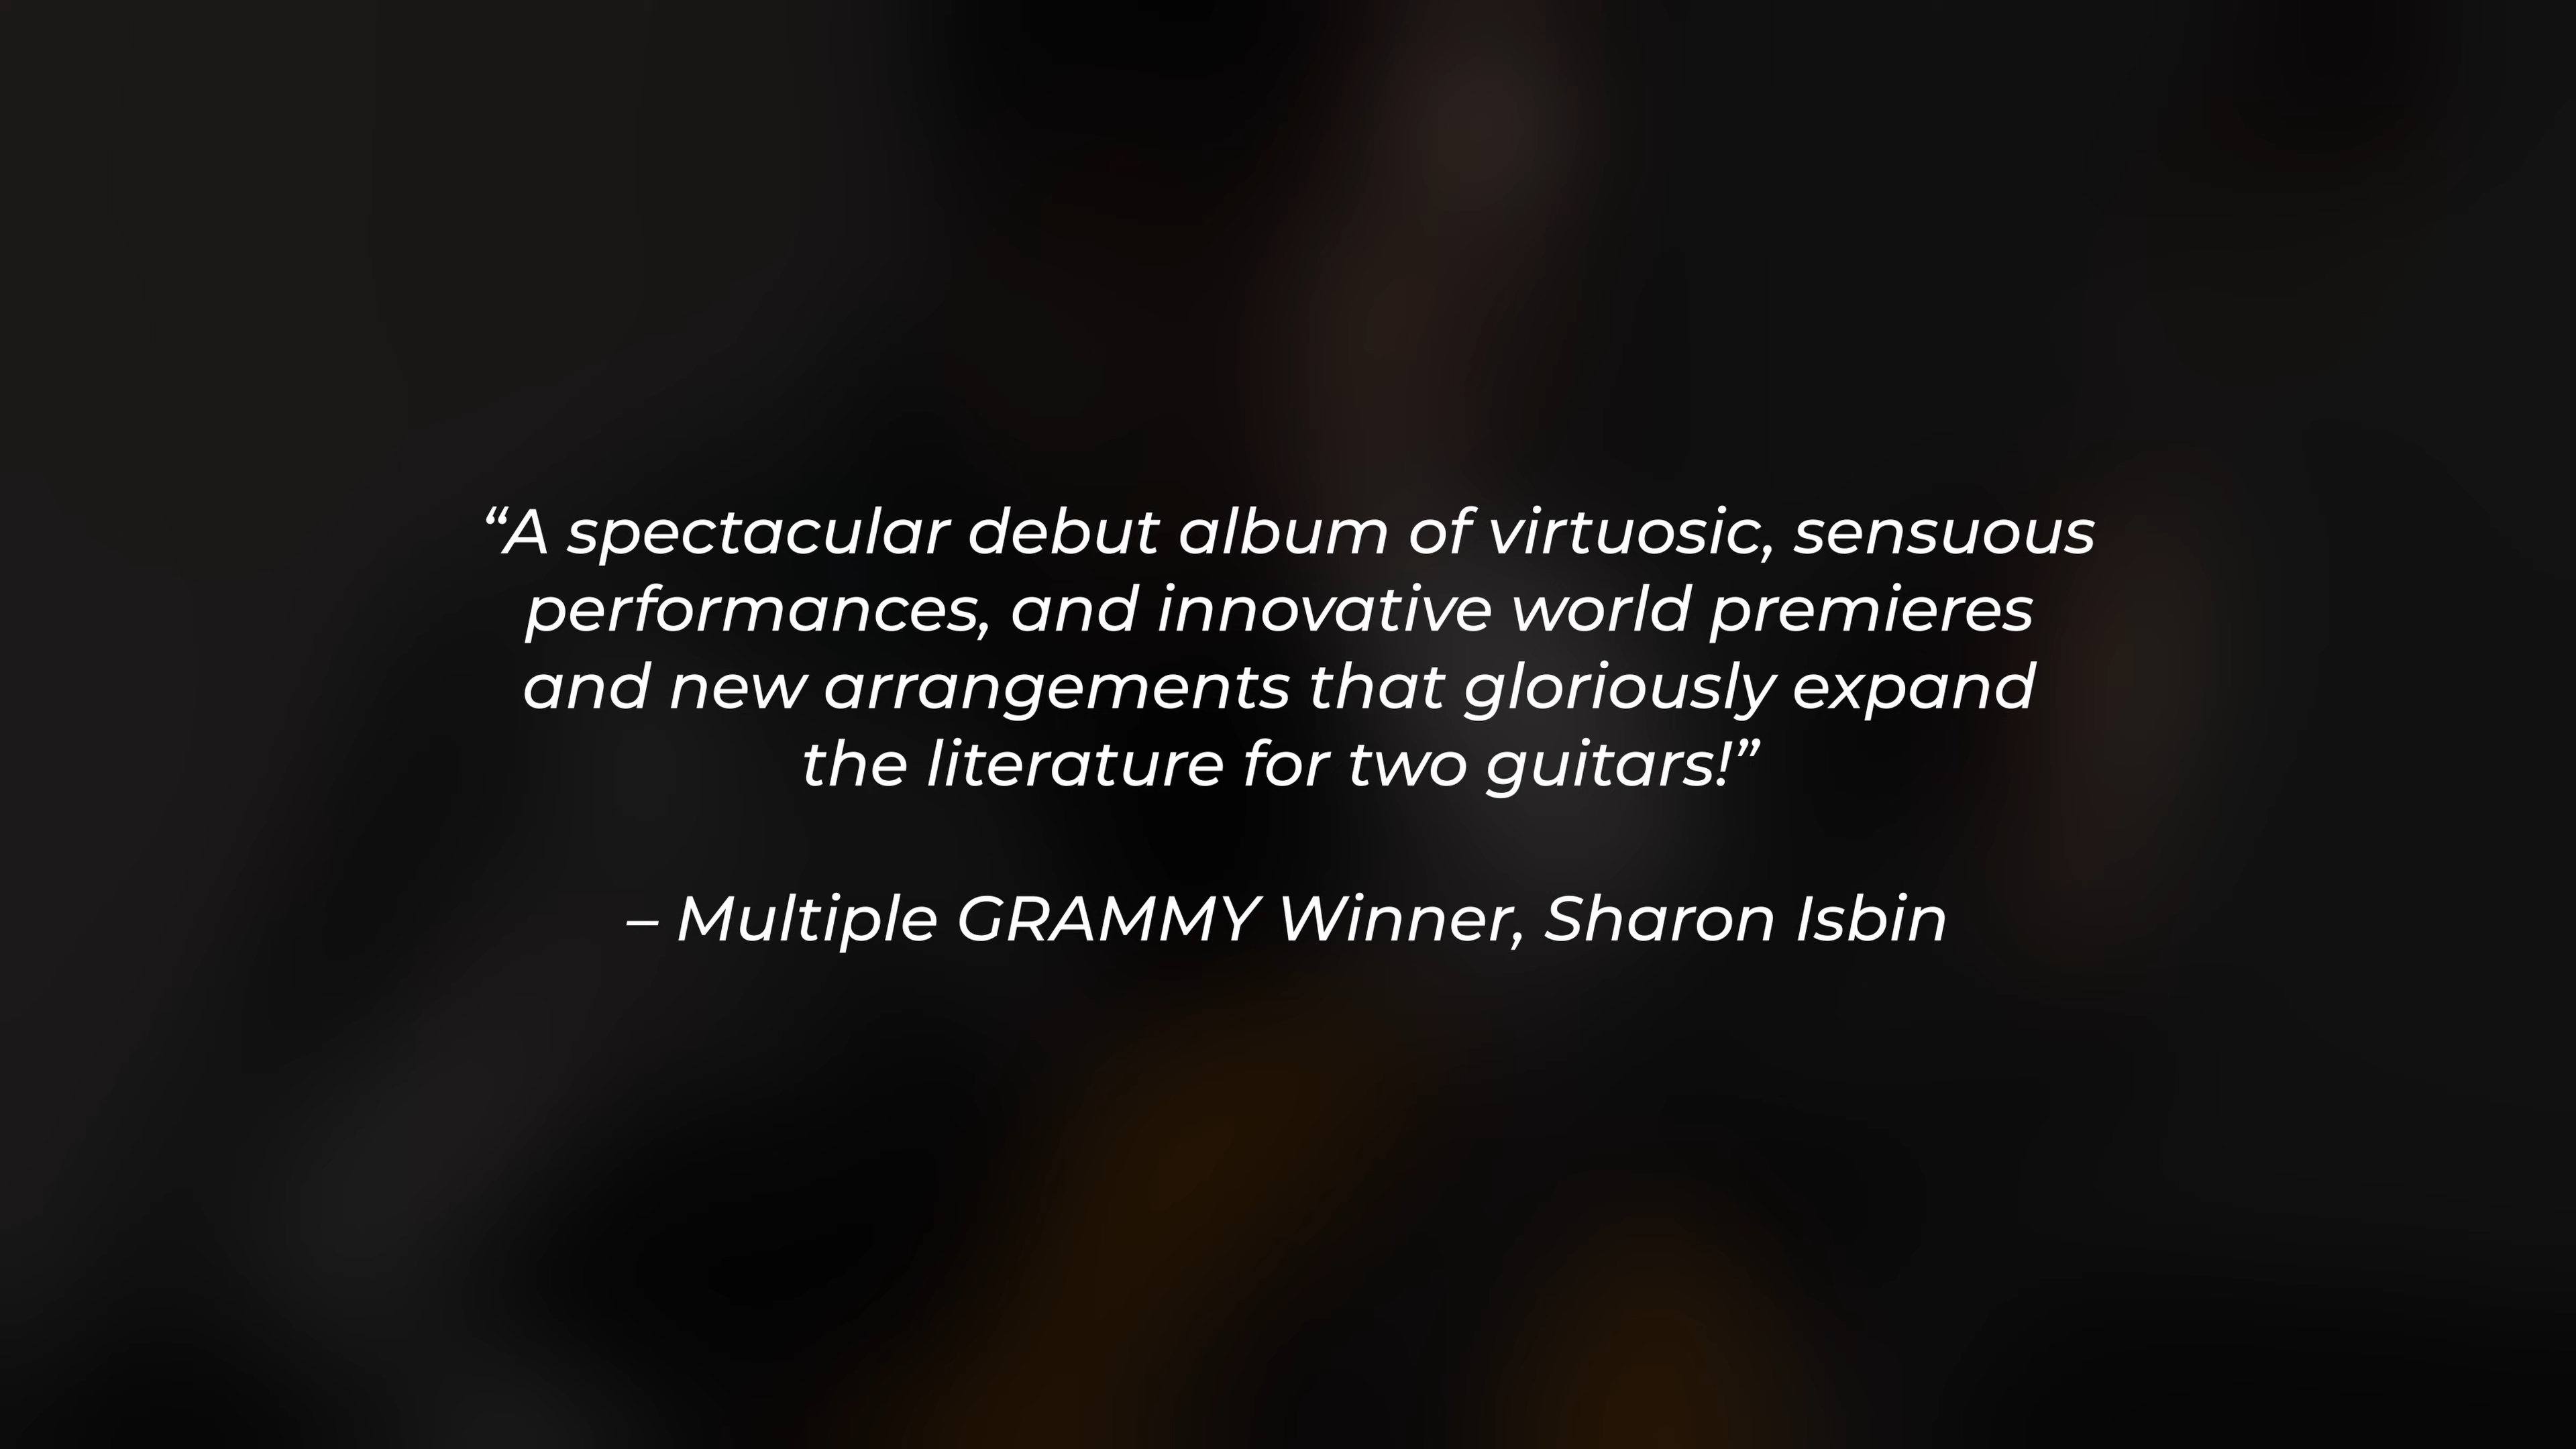 “A spectacular debut album of virtuosic, sensuous
performances, and innovative world premieres
and new arrangements that gloriously expand
the literature for two guitars!”
– Multiple GRAMMY Winner, Sharon Isbin